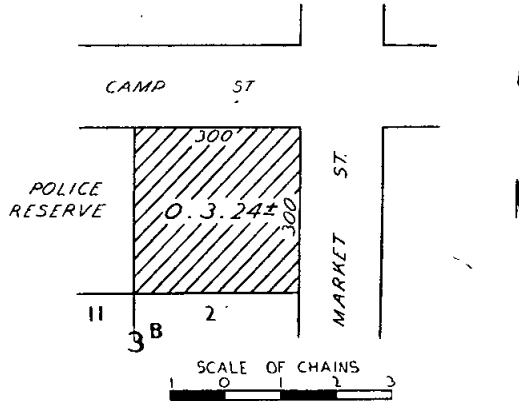 CAMP ST
300
POLICE
RESERVE
0.3.24±
300
MARKET ST.
11
2
3 B
SCALE OF CHAINS
1 0 1 2 3